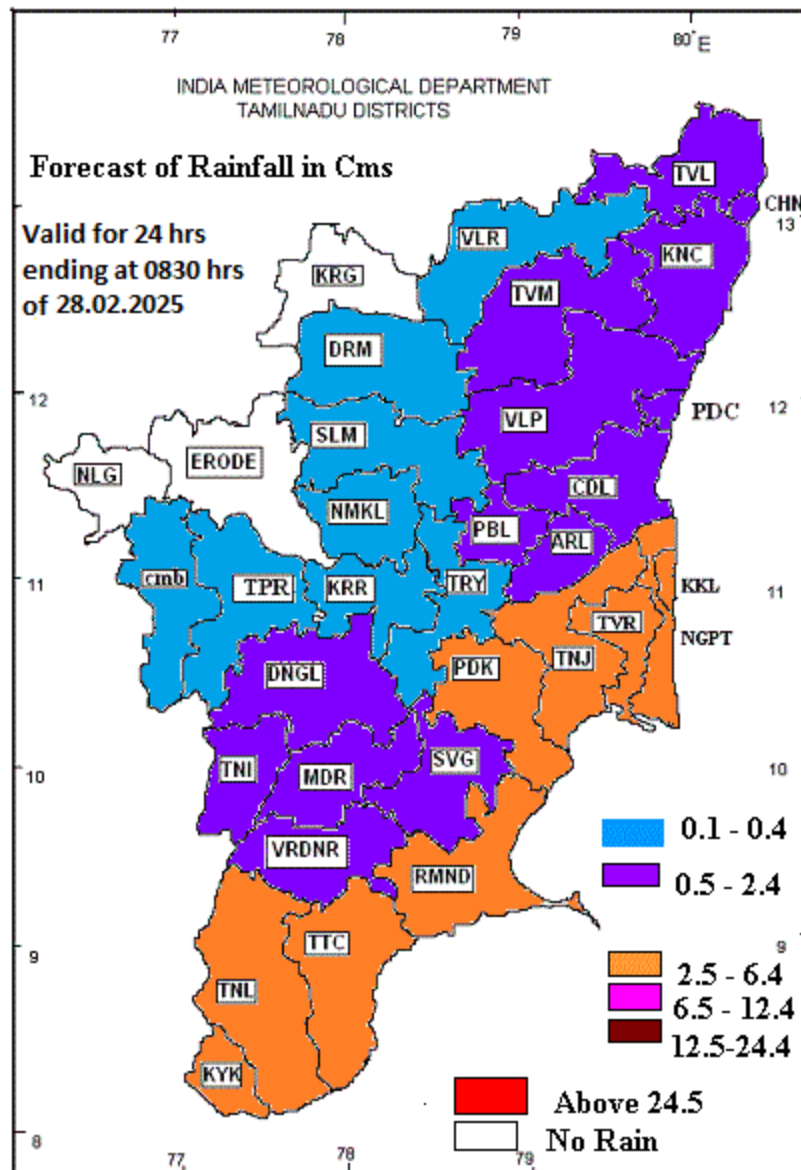 77 78 79 80°E
INDIA METEOROLOGICAL DEPARTMENT
TAMILNADU DISTRICTS
Forecast of Rainfall in Cms
Valid for 24 hrs
ending at 0830 hrs
of 28.02.2025
TVL
CHN
13
VLR
KNC
KRG
TVM
DRM
12
12
PDC
VLP
SLM
ERODE
NLG
CDL
NMKL
PBL
ARL
11
cmb
TPR
KRR
TRY
KKL
11
TVR
NGPT
TNJ
DNGL
PDK
10
TNI
MDR
SVG
10
0.1 - 0.4
VRDNR
RMND
0.5 - 2.4
9
TTC
9
2.5 - 6.4
TNL
6.5 - 12.4
12.5-24.4
KYK
Above 24.5
No Rain
8
77 78 79